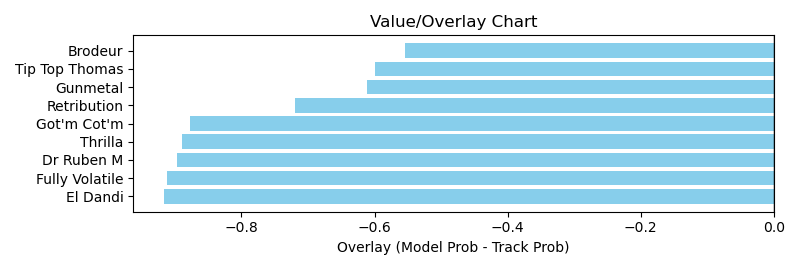 Value/Overlay Chart
Brodeur
Tip Top Thomas
Gunmetal
Retribution
Got'm Cot'm
Thrilla
Dr Ruben M
Fully Volatile
El Dandi
−0.8 −0.6 −0.4 −0.2 0.0
Overlay (Model Prob - Track Prob)